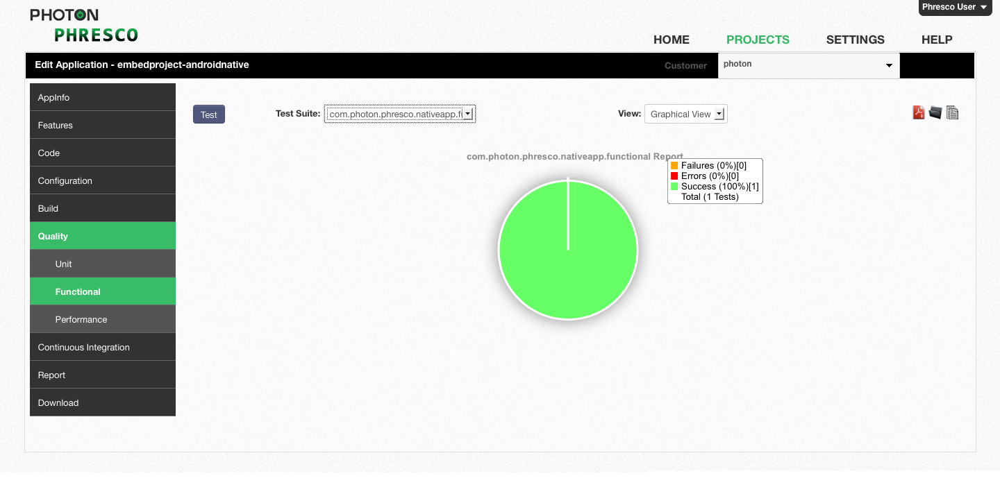 PHOTON
PHRESCO
Phresco User
HOME PROJECTS SETTINGS HELP
Edit Application - embedproject-androidnative
Customer
photon
AppInfo
Features
Code
Configuration
Build
Quality
Unit
Functional
Performance
Continuous Integration
Report
Download
Test
Test Suite: com.photon.phresco.nativeapp.fu
View: Graphical View
com.photon.phresco.nativeapp.functional Report
Failures (0%)[0]
Errors (0%)[0]
Success (100%)[1]
Total (1 Tests)